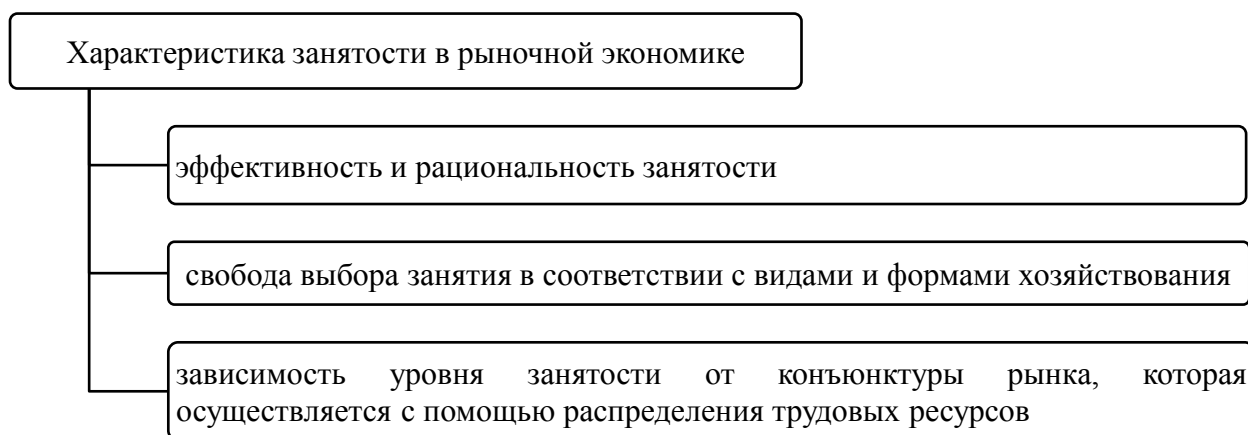 Характеристика занятости в рыночной экономике
эффективность и рациональность занятости
свобода выбора занятия в соответствии с видами и формами хозяйствования
зависимость уровня занятости от конъюнктуры рынка, которая
осуществляется с помощью распределения трудовых ресурсов